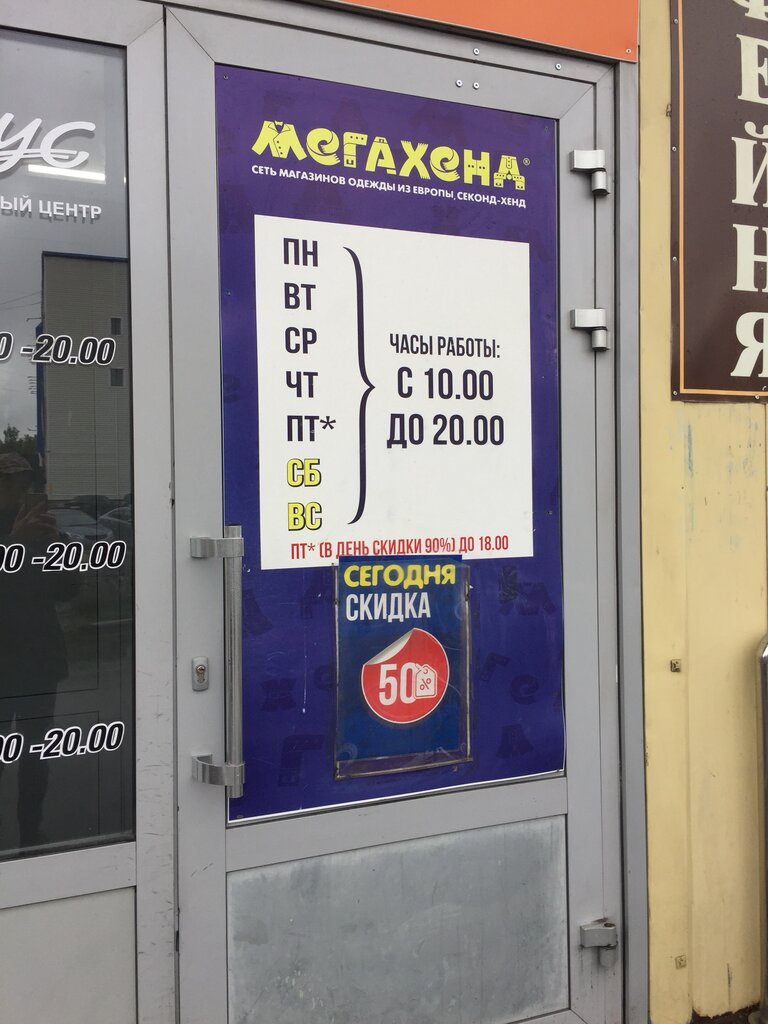 МЕГАХЕНД®
СЕТЬ МАГАЗИНОВ ОДЕЖДЫ ИЗ ЕВРОПЫ, СЕКОНД-ХЕНД
ПН
ВТ
СР
ЧТ
ПТ*
СБ
ВС
ЧАСЫ РАБОТЫ:
С 10.00
ДО 20.00
ПТ* (В ДЕНЬ СКИДКИ 90%) ДО 18.00
СЕГОДНЯ
СКИДКА
50%
ЫЙ ЦЕНТР
0 -20.00
00 -20.00
00 -20.00
ЕЙНЯ